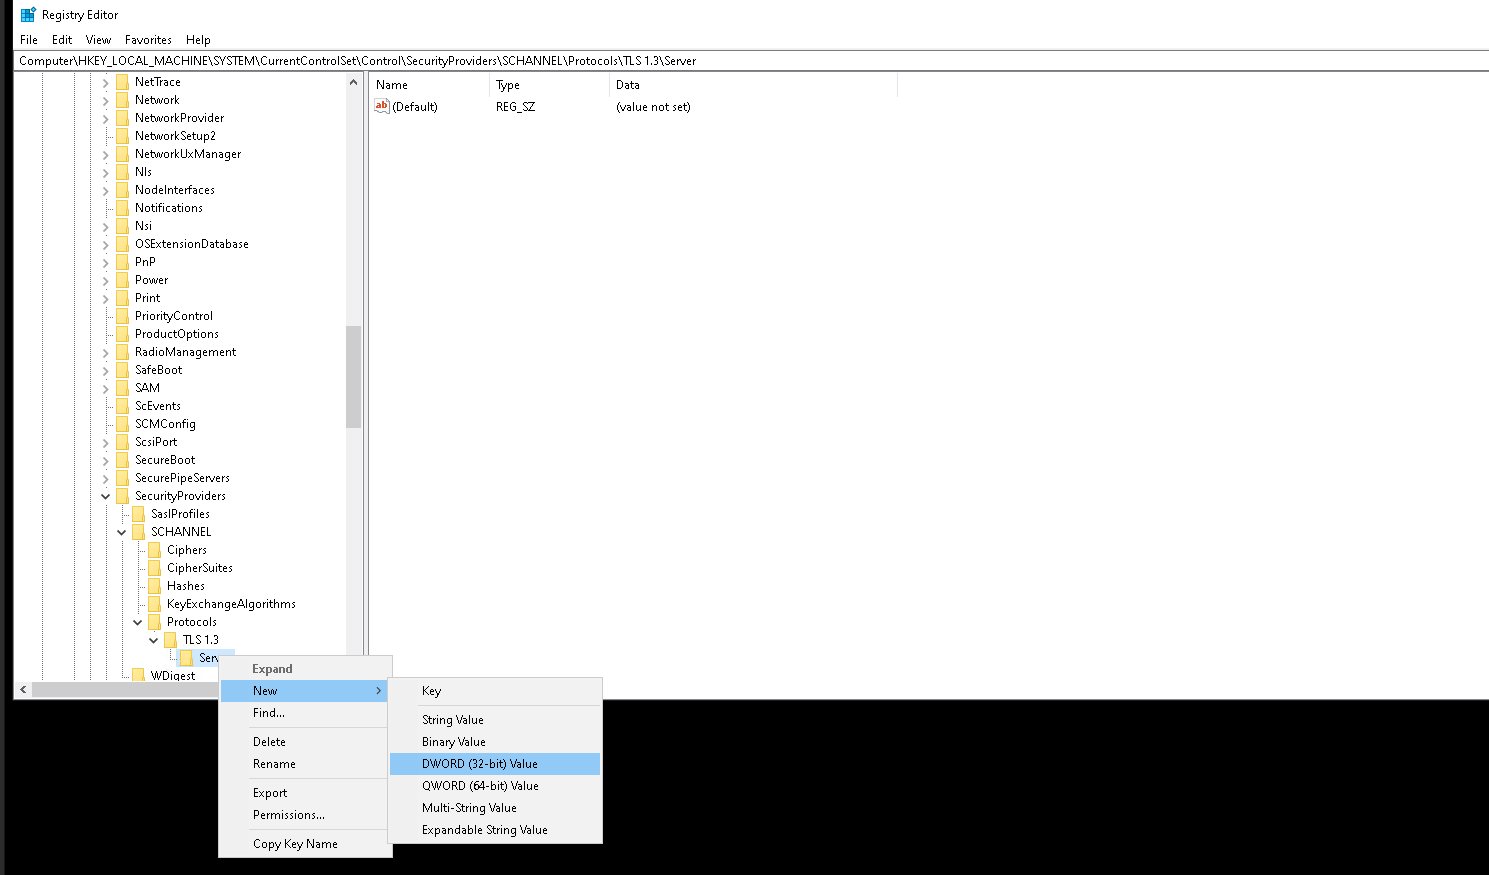 Registry Editor
File Edit View Favorites Help
Computer\HKEY_LOCAL_MACHINE\SYSTEM\CurrentControlSet\Control\SecurityProviders\SCHANNEL\Protocols\TLS 1.3\Server
NetTrace
Network
NetworkProvider
NetworkSetup2
NetworkUxManager
Nls
NodeInterfaces
Notifications
Nsi
OSExtensionDatabase
PnP
Power
Print
PriorityControl
ProductOptions
RadioManagement
SafeBoot
SAM
ScEvents
SCMConfig
ScsiPort
SecureBoot
SecurePipeServers
SecurityProviders
SaslProfiles
SCHANNEL
Ciphers
CipherSuites
Hashes
KeyExchangeAlgorithms
Protocols
TLS 1.3
Serv
WDigest
Name Type Data
ab (Default) REG_SZ (value not set)
Expand
New
Find...
Delete
Rename
Export
Permissions...
Copy Key Name
Key
String Value
Binary Value
DWORD (32-bit) Value
QWORD (64-bit) Value
Multi-String Value
Expandable String Value